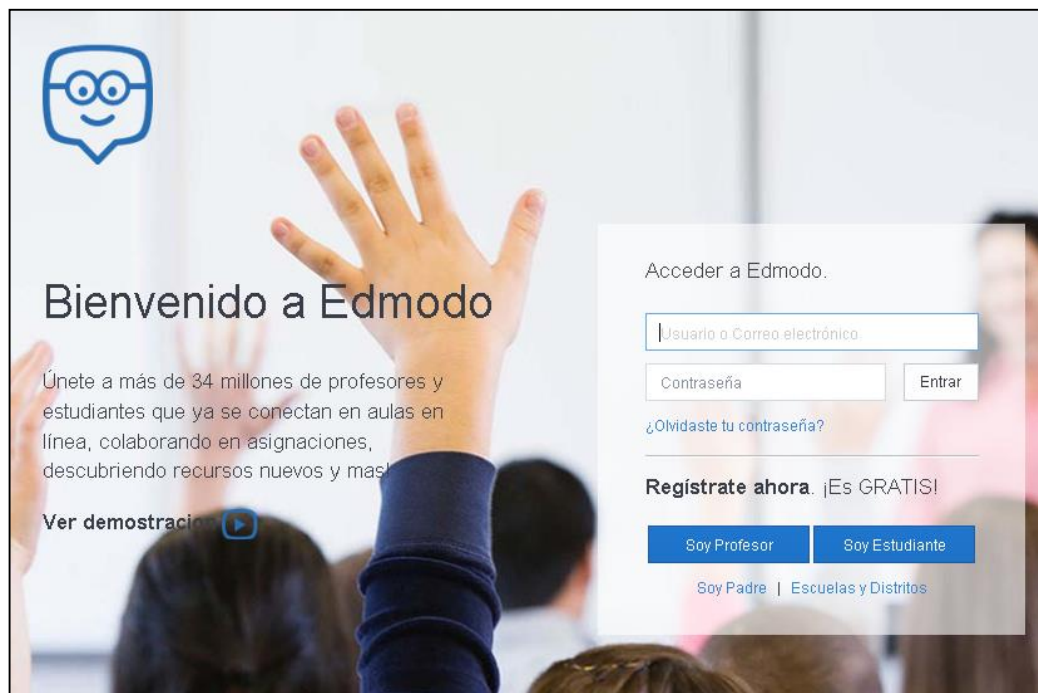 Bienvenido a Edmodo
Únete a más de 34 millones de profesores y
estudiantes que ya se conectan en aulas en
línea, colaborando en asignaciones,
descubriendo recursos nuevos y mas!
Ver demostracion
Acceder a Edmodo.
Usuario o Correo electrónico
Contraseña
Entrar
¿Olvidaste tu contraseña?
Regístrate ahora. ¡Es GRATIS!
Soy Profesor
Soy Estudiante
Soy Padre | Escuelas y Distritos